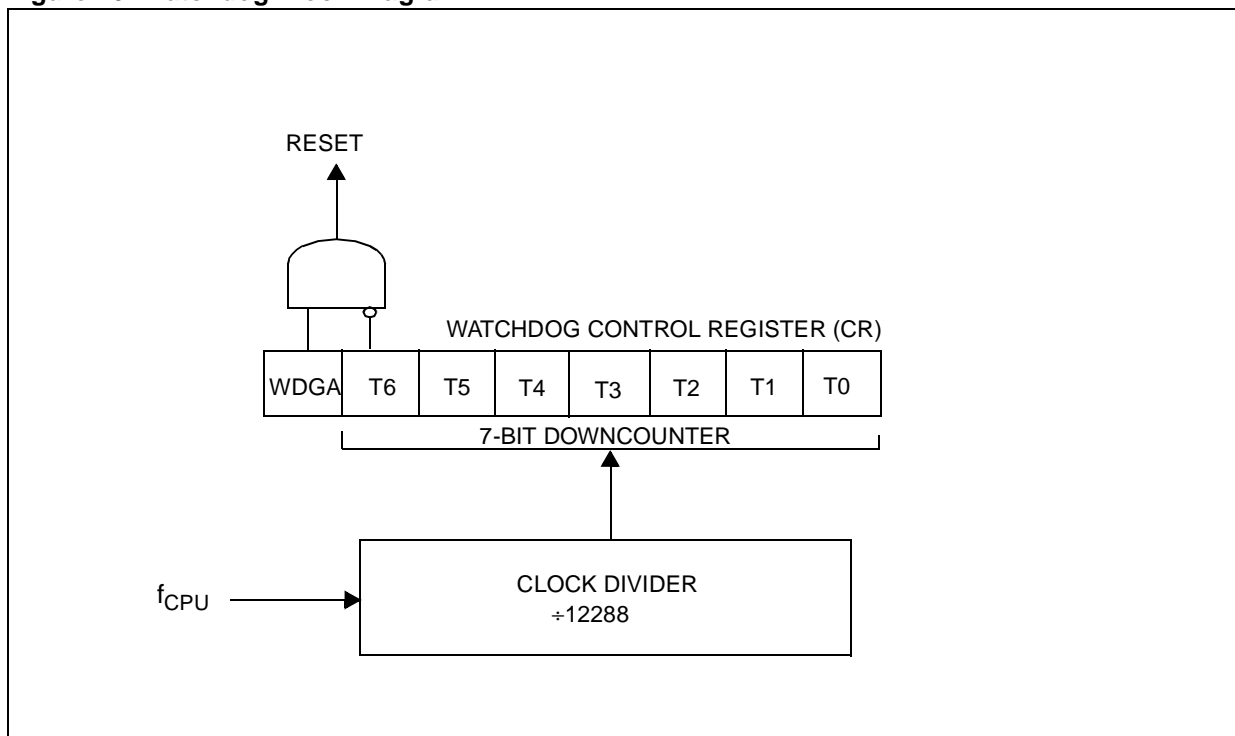 RESET
WATCHDOG CONTROL REGISTER (CR)
WDGA T6 T5 T4 T3 T2 T1 T0
7-BIT DOWNCOUNTER
fCPU
CLOCK DIVIDER
÷12288